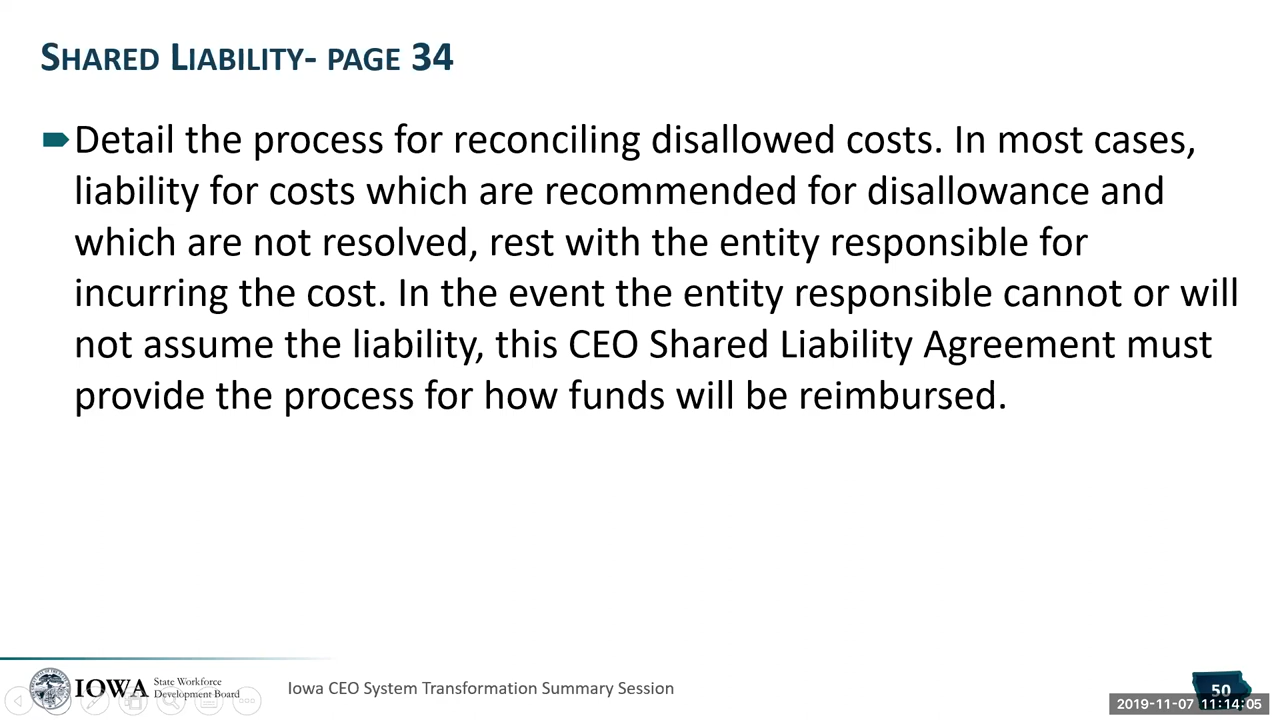 SHARED LIABILITY- PAGE 34
Detail the process for reconciling disallowed costs. In most cases,
liability for costs which are recommended for disallowance and
which are not resolved, rest with the entity responsible for
incurring the cost. In the event the entity responsible cannot or will
not assume the liability, this CEO Shared Liability Agreement must
provide the process for how funds will be reimbursed.
IOWA
State Workforce
Development Board
Iowa CEO System Transformation Summary Session
50
2019-11-07 11:14:05